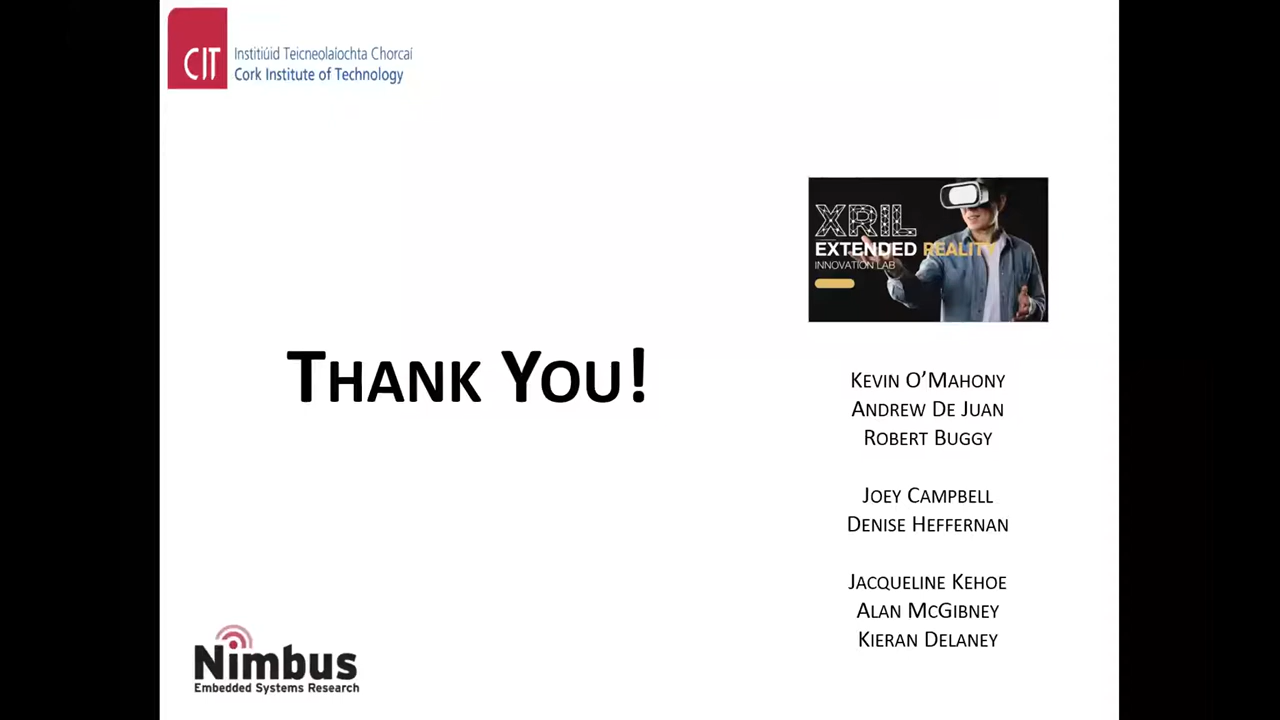 CIT
Institiúid Teicneolaíochta Chorcaí
Cork Institute of Technology
XRIL
EXTENDED REALITY
INNOVATION LAB
THANK YOU!
KEVIN O’MAHONY
ANDREW DE JUAN
ROBERT BUGGY
JOEY CAMPBELL
DENISE HEFFERNAN
JACQUELINE KEHOE
ALAN MCGIBNEY
KIERAN DELANEY
Nimbus
Embedded Systems Research